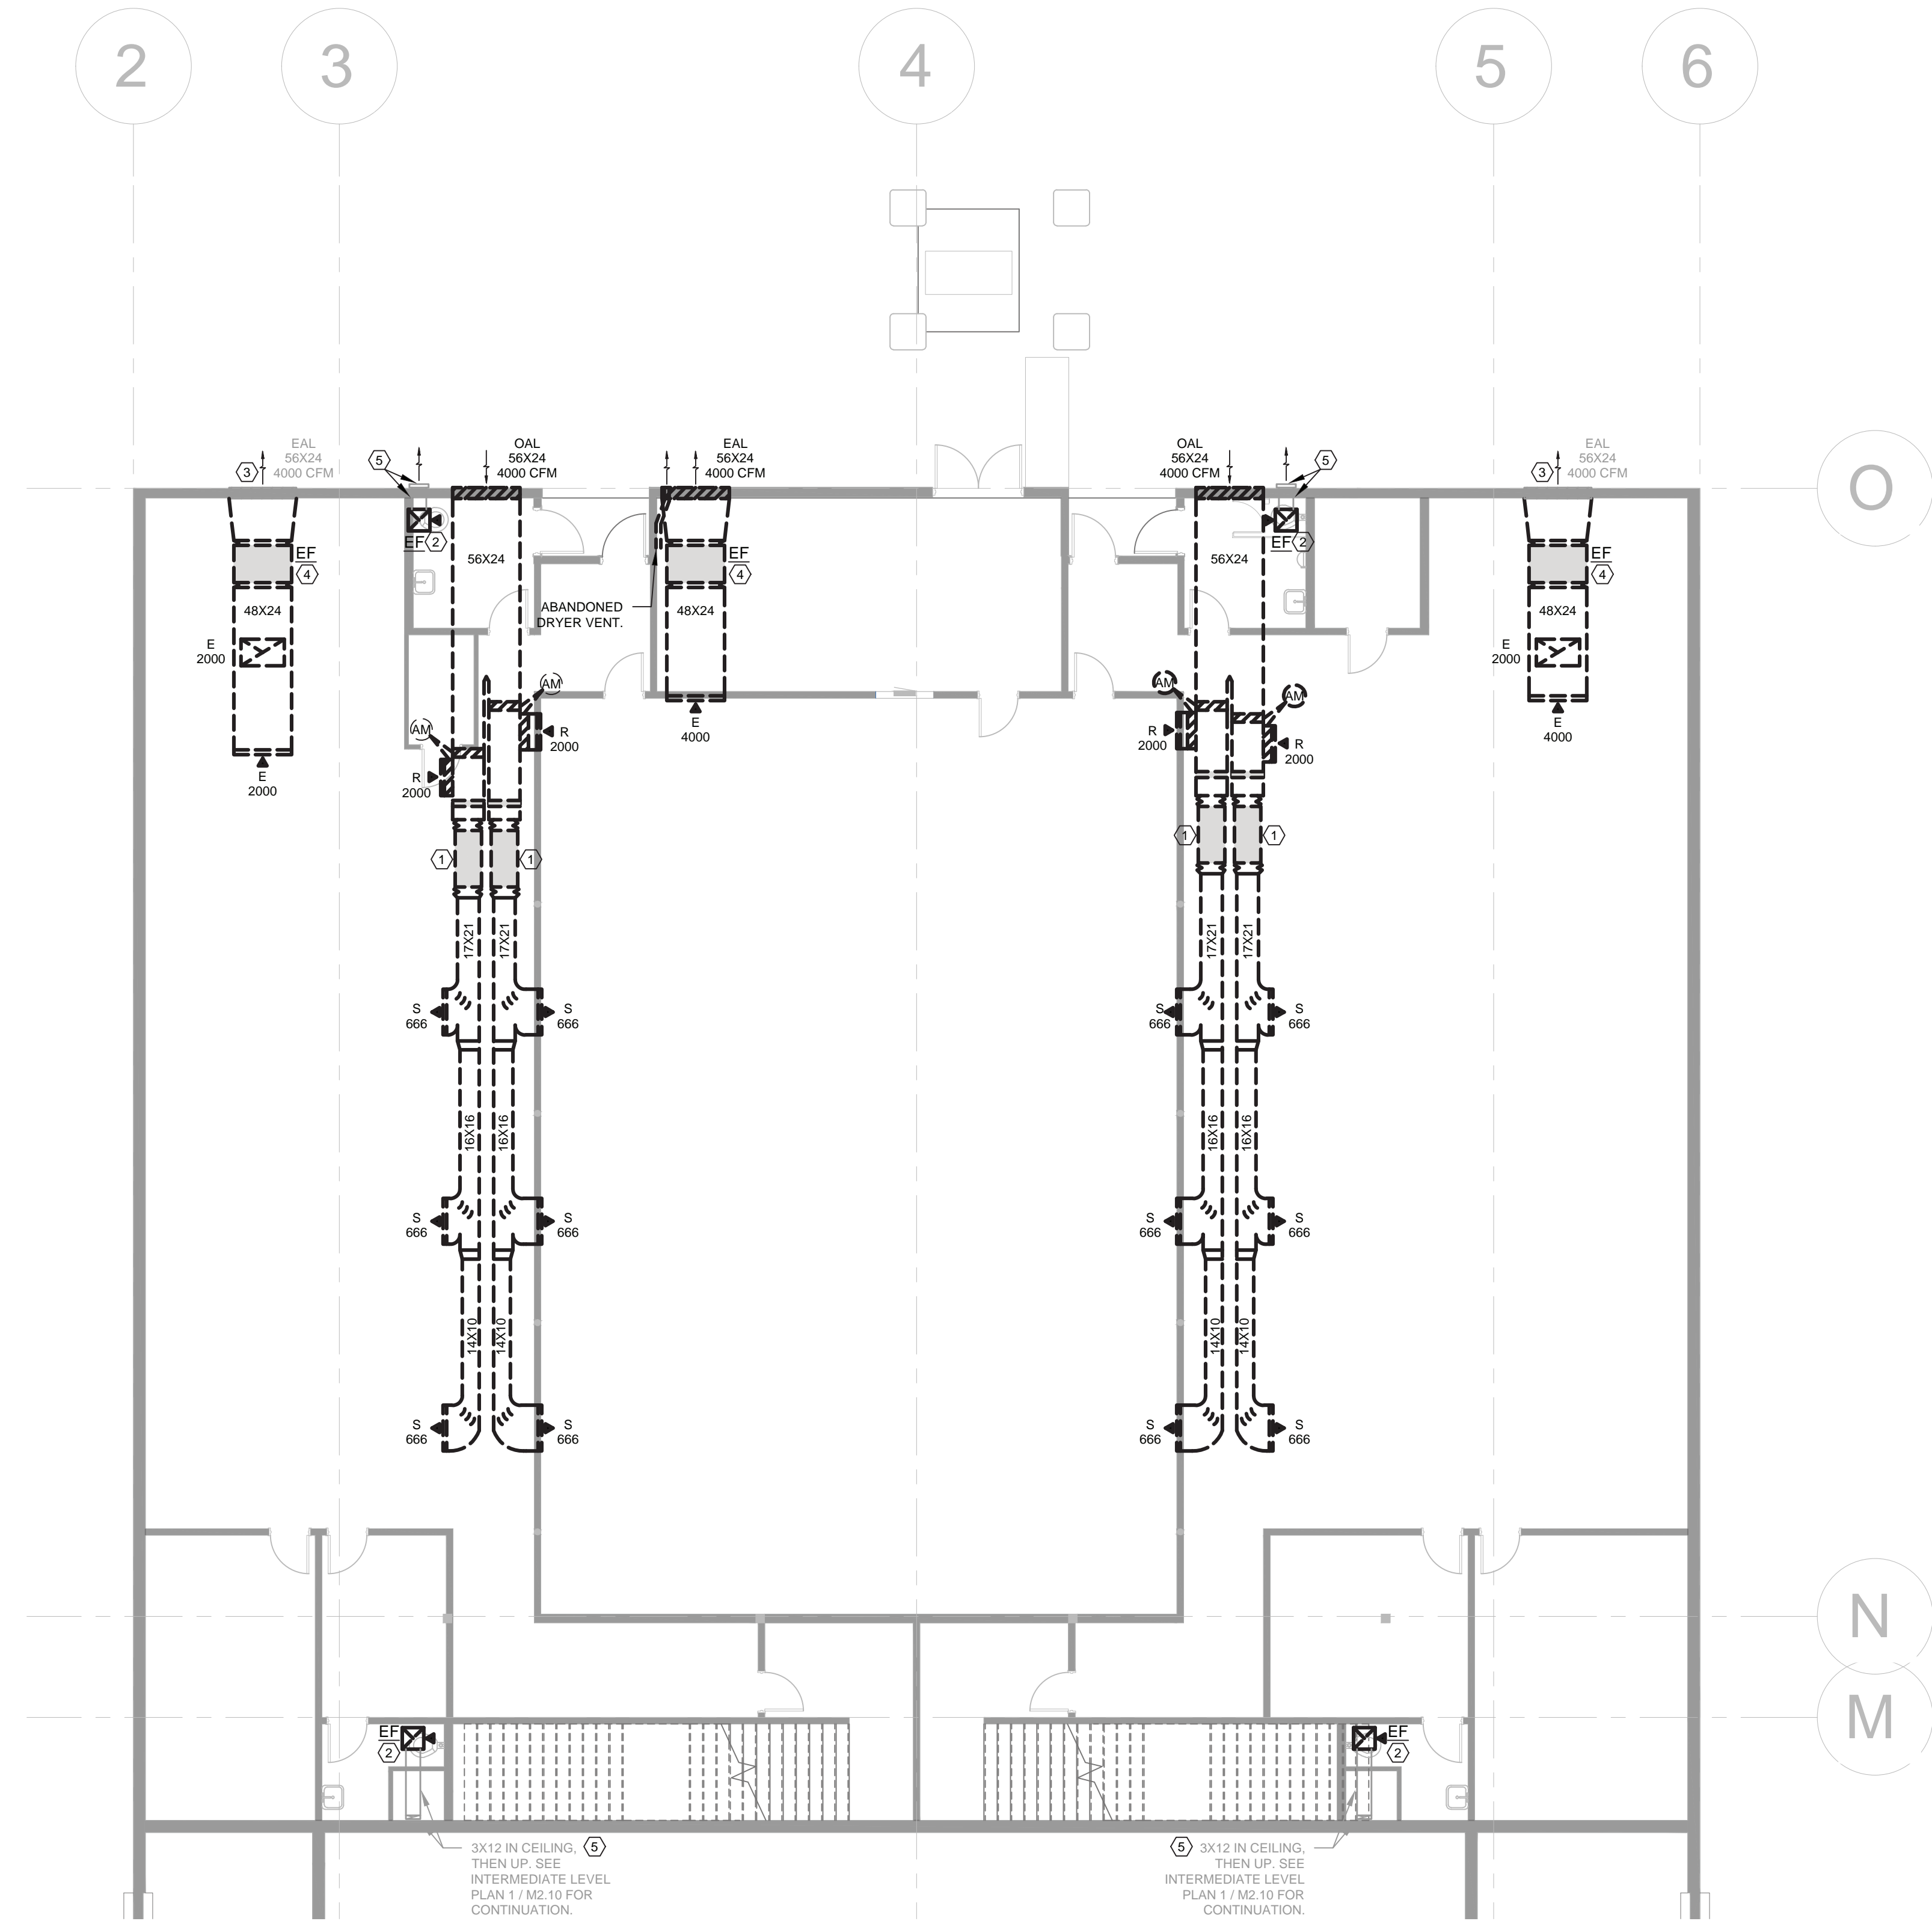 2
3
4
5
6
EAL
56X24
4000 CFM
3
5
OAL
56X24
4000 CFM
EAL
56X24
4000 CFM
OAL
56X24
4000 CFM
5
3
EAL
56X24
4000 CFM
O
EF
2
EF
4
56X24
EF
4
EF
2
56X24
EF
4
48X24
ABANDONED
DRYER VENT.
48X24
48X24
E
2000
E
2000
AM
AM
R
2000
E
4000
AM
AM
R
2000
R
2000
E
4000
E
2000
R
2000
1
1
1
1
17X21
17X21
17X21
17X21
S
666
S
666
S
666
S
666
16X16
16X16
16X16
16X16
S
666
S
666
S
666
S
666
14X10
14X10
14X10
14X10
S
666
S
666
S
666
S
666
N
M
EF
2
EF
2
3X12 IN CEILING, 5
THEN UP. SEE
INTERMEDIATE LEVEL
PLAN 1 / M2.10 FOR
CONTINUATION.
5 3X12 IN CEILING,
THEN UP. SEE
INTERMEDIATE LEVEL
PLAN 1 / M2.10 FOR
CONTINUATION.